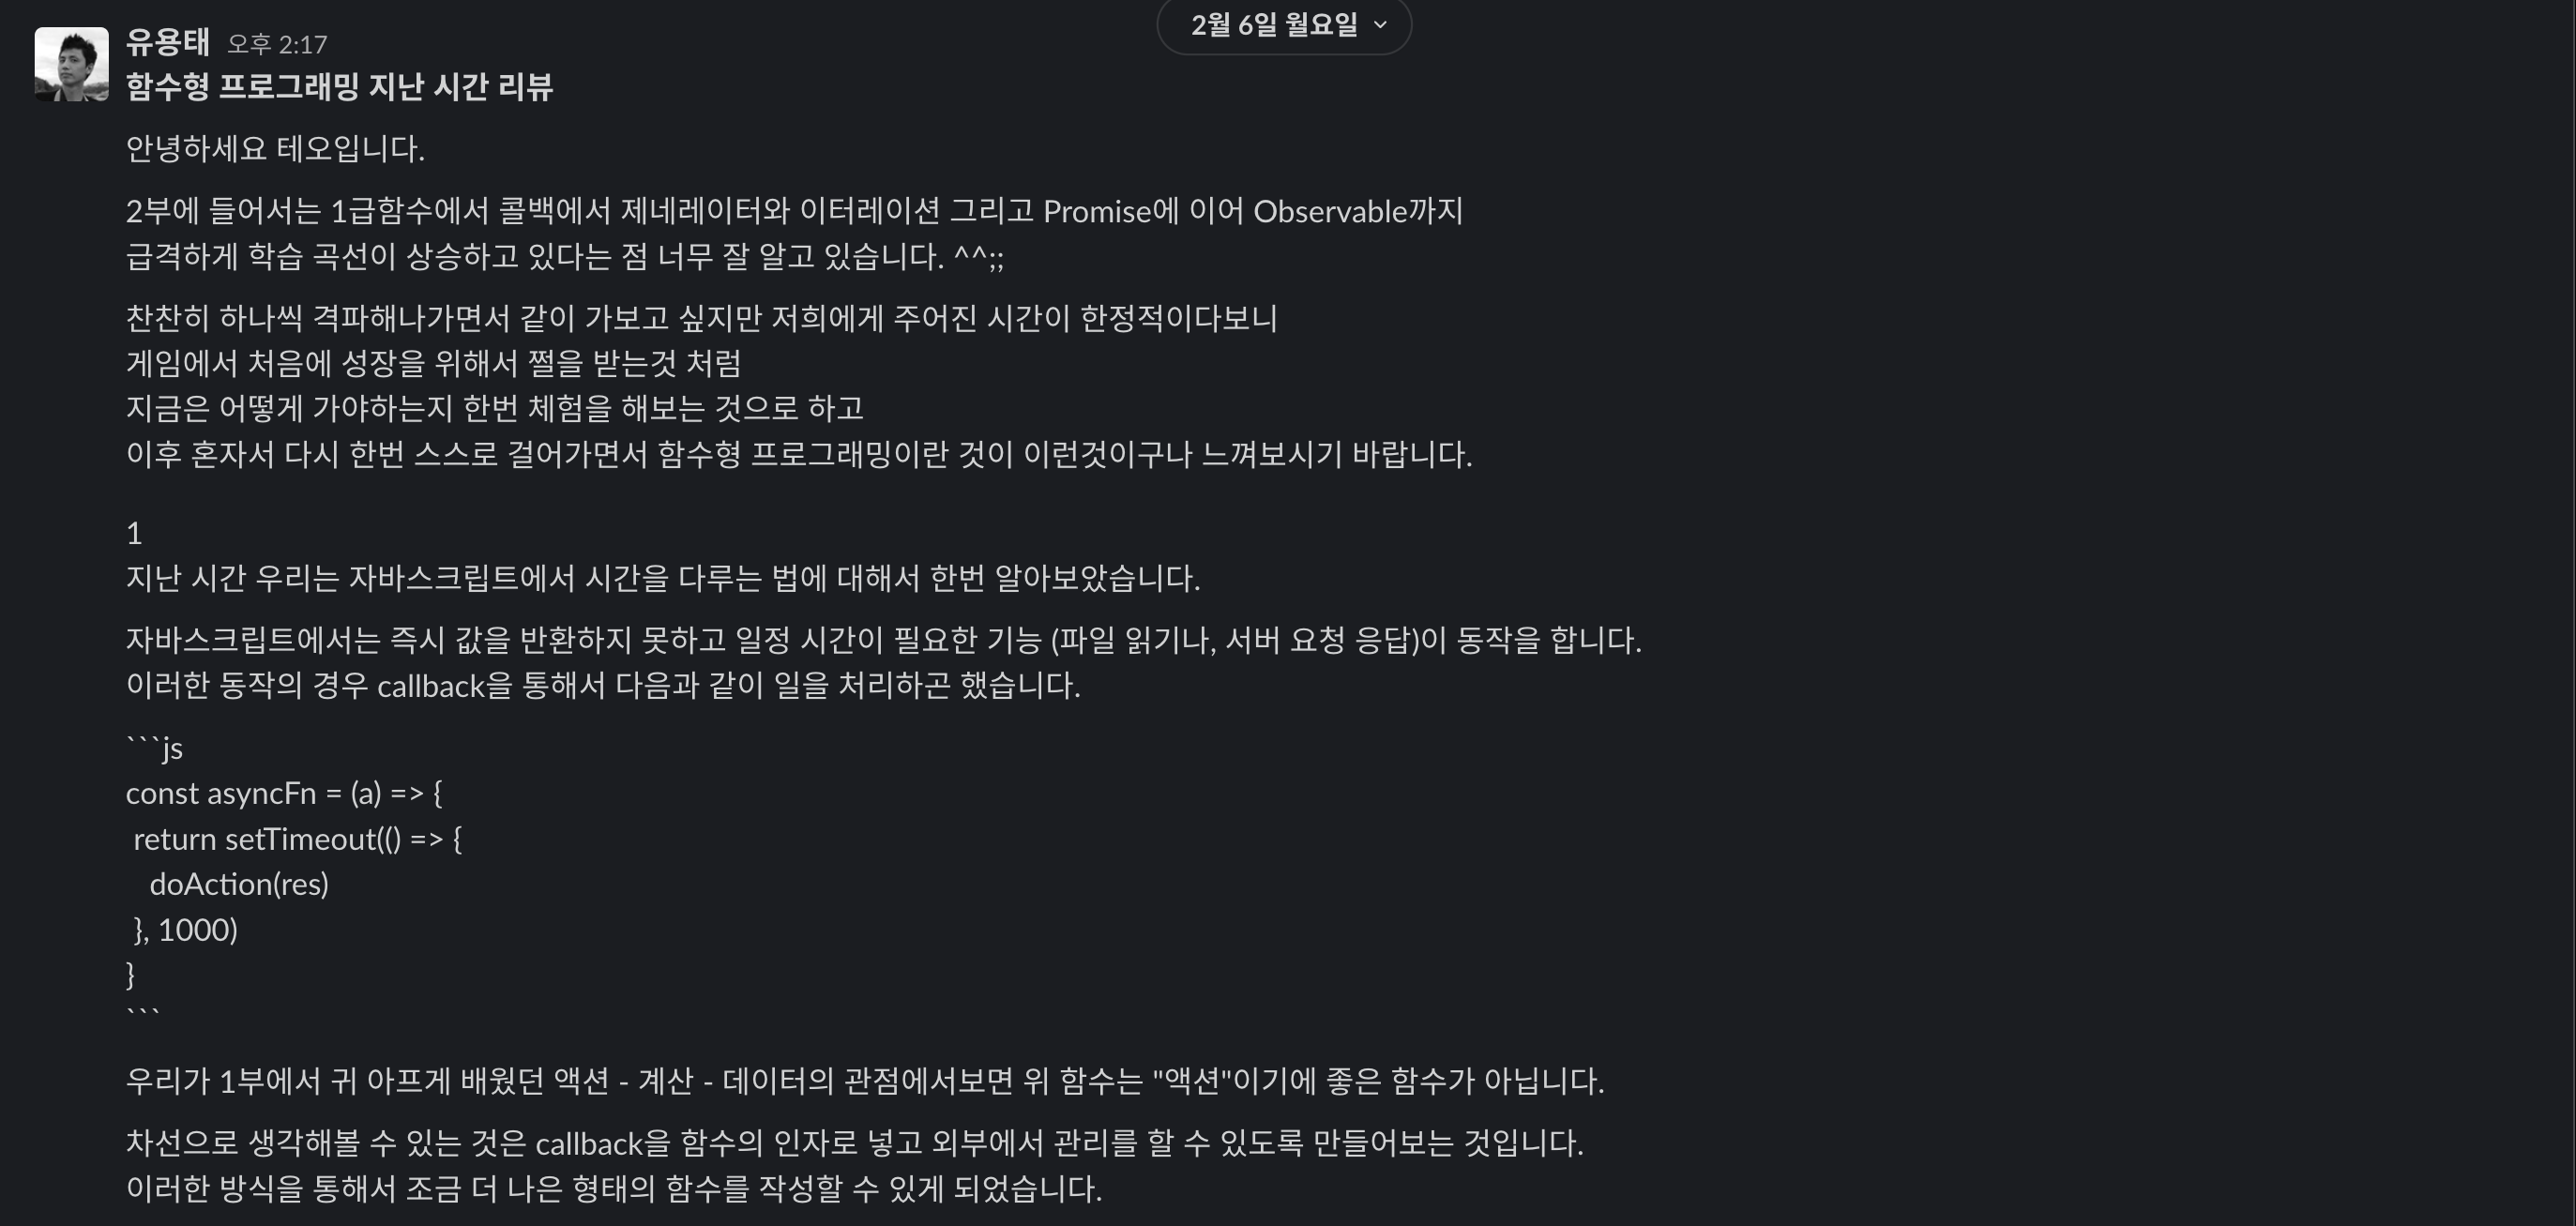 2월 6일 월요일
유용태 오후 2:17
함수형 프로그래밍 지난 시간 리뷰
안녕하세요 테오입니다.
2부에 들어서는 1급함수에서 콜백에서 제네레이터와 이터레이션 그리고 Promise에 이어 Observable까지
급격하게 학습 곡선이 상승하고 있다는 점 너무 잘 알고 있습니다. ^^;;
찬찬히 하나씩 격파해나가면서 같이 가보고 싶지만 저희에게 주어진 시간이 한정적이다보니
게임에서 처음에 성장을 위해서 쩔을 받는것 처럼
지금은 어떻게 가야하는지 한번 체험을 해보는 것으로 하고
이후 혼자서 다시 한번 스스로 걸어가면서 함수형 프로그래밍이란 것이 이런것이구나 느껴보시기 바랍니다.
1
지난 시간 우리는 자바스크립트에서 시간을 다루는 법에 대해서 한번 알아보았습니다.
자바스크립트에서는 즉시 값을 반환하지 못하고 일정 시간이 필요한 기능 (파일 읽기나, 서버 요청 응답)이 동작을 합니다.
이러한 동작의 경우 callback을 통해서 다음과 같이 일을 처리하곤 했습니다.
```js
const asyncFn = (a) => {
 return setTimeout(() => {
   doAction(res)
 }, 1000)
}
```
우리가 1부에서 귀 아프게 배웠던 액션 - 계산 - 데이터의 관점에서보면 위 함수는 "액션"이기에 좋은 함수가 아닙니다.
차선으로 생각해볼 수 있는 것은 callback을 함수의 인자로 넣고 외부에서 관리를 할 수 있도록 만들어보는 것입니다.
이러한 방식을 통해서 조금 더 나은 형태의 함수를 작성할 수 있게 되었습니다.